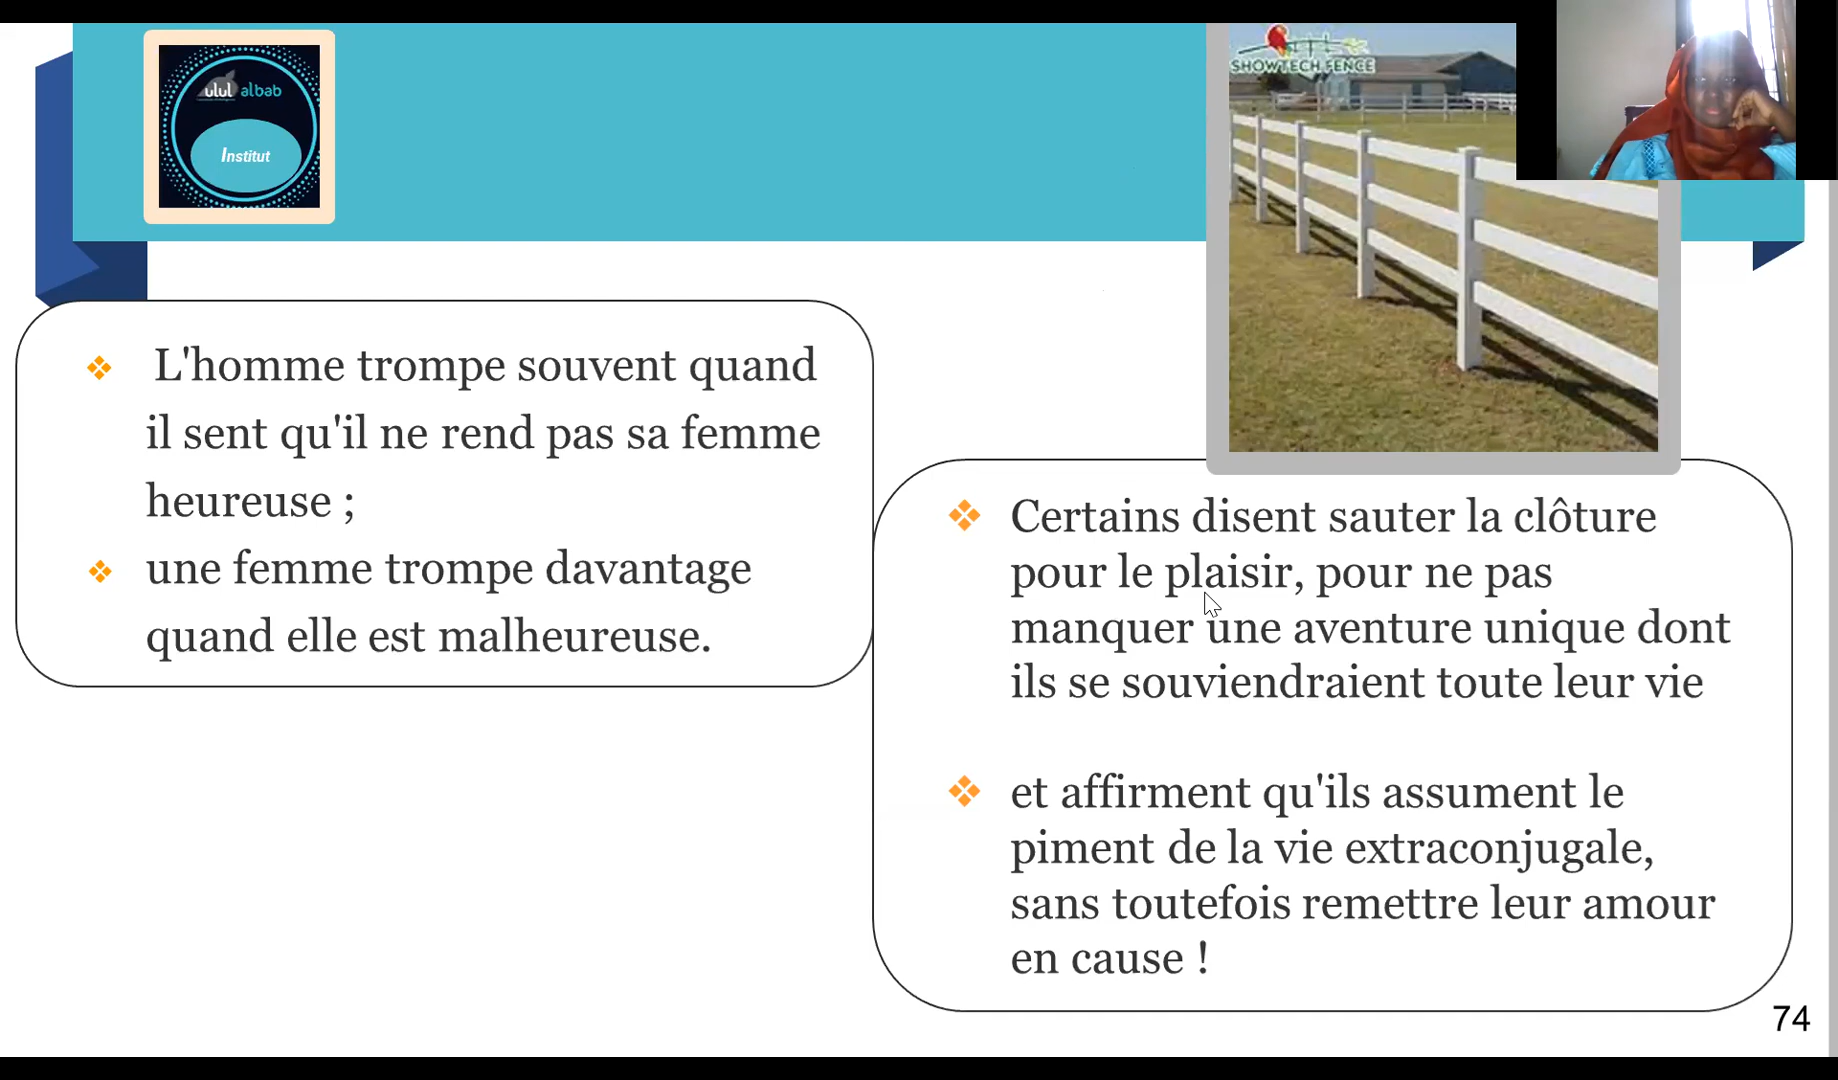 ulul albab
Institut
SHOWTECH FENCE
L'homme trompe souvent quand
il sent qu'il ne rend pas sa femme
heureuse ;
une femme trompe davantage
quand elle est malheureuse.
Certains disent sauter la clôture
pour le plaisir, pour ne pas
manquer une aventure unique dont
ils se souviendraient toute leur vie
et affirment qu'ils assument le
piment de la vie extraconjugale,
sans toutefois remettre leur amour
en cause !
74